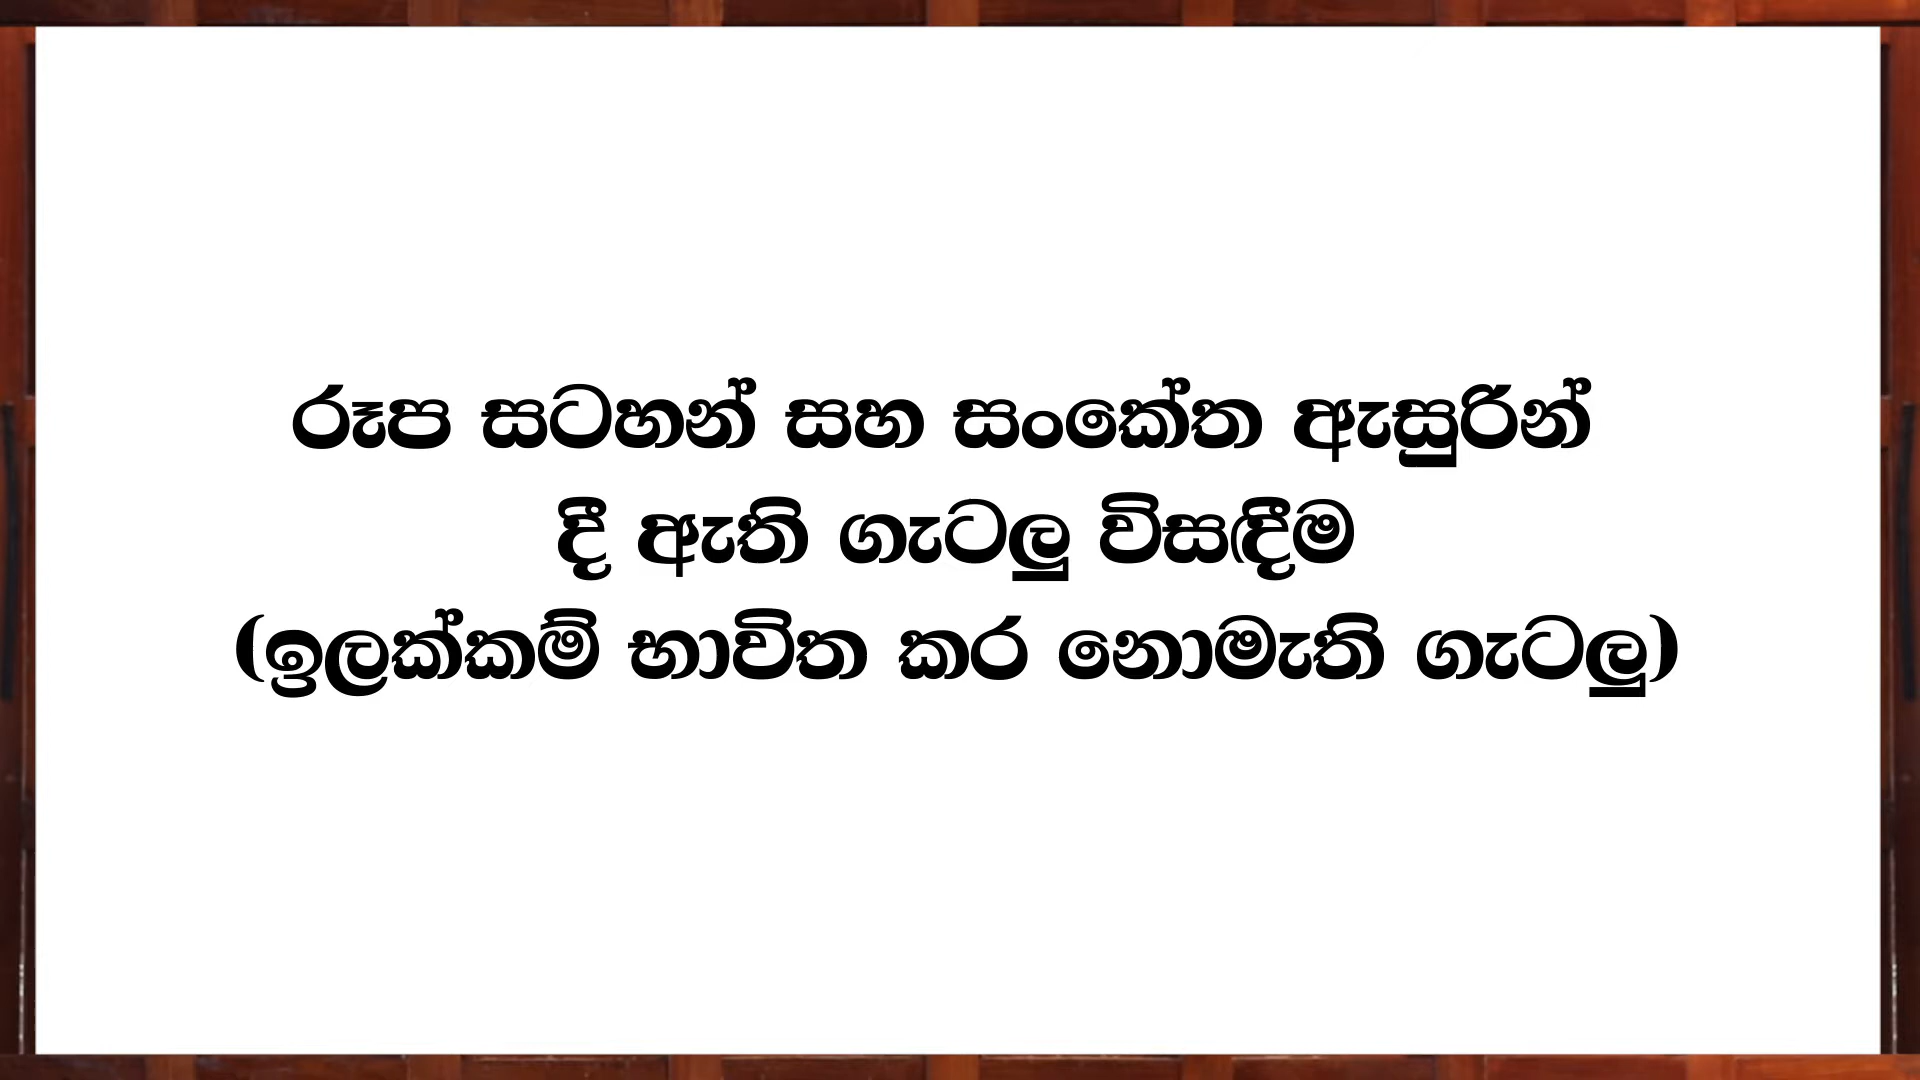 රූප සටහන් සහ සංකේත ඇසුරින්
දී ඇති ගැටලු විසඳීම
(ඉලක්කම් භාවිත කර නොමැති ගැටලු)